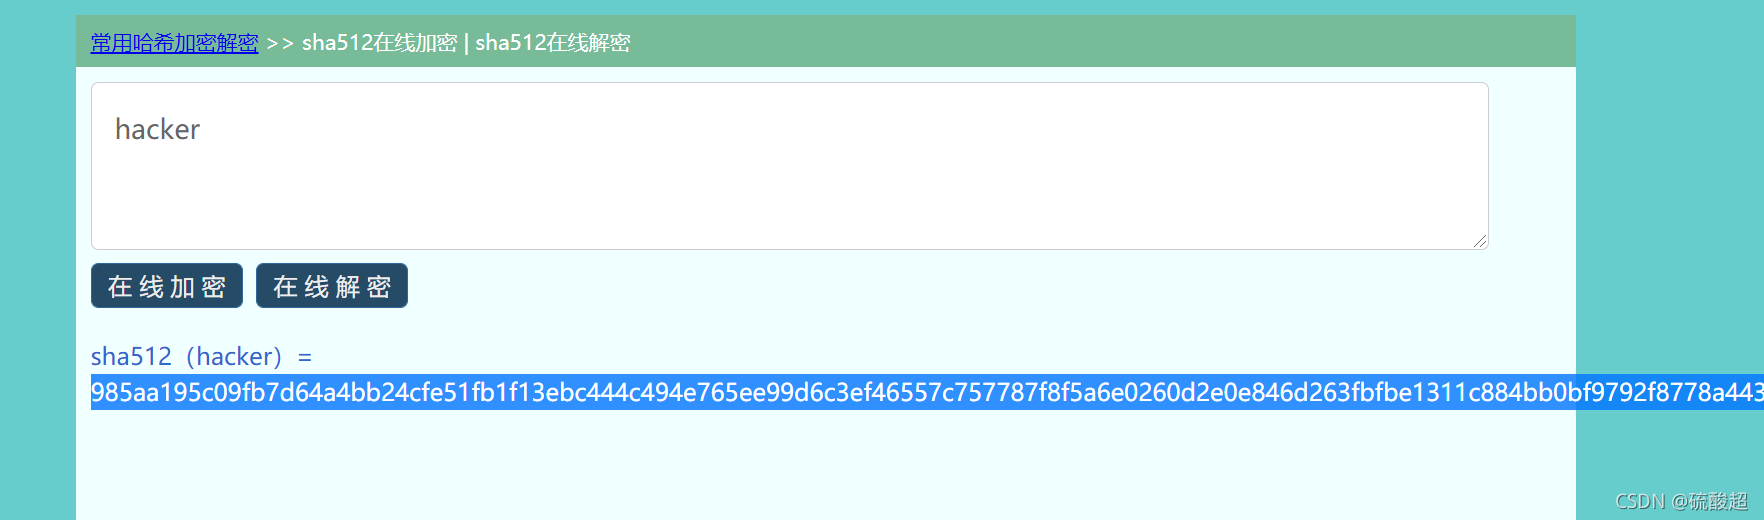 常用哈希加密解密 >> sha512在线加密 | sha512在线解密
hacker
在线加密 在线解密
sha512（hacker）=
985aa195c09fb7d64a4bb24cfe51fb1f13ebc444c494e765ee99d6c3ef46557c757787f8f5a6e0260d2e0e846d263fbfbe1311c884bb0bf9792f8778a443
CSDN @硫酸超